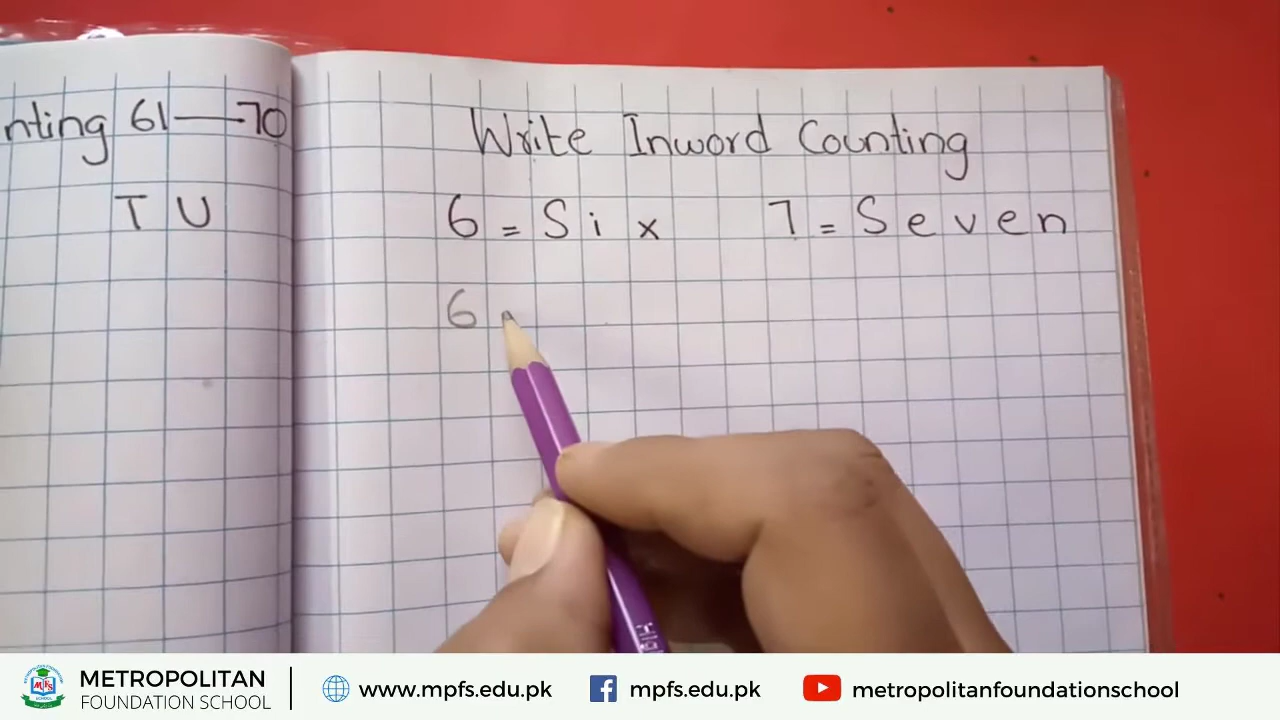 nting 61—70
T U
Write Inword Counting
6 = Six 7 = Seven
6
METROPOLITAN
FOUNDATION SCHOOL
www.mpfs.edu.pk
mpfs.edu.pk
metropolitanfoundationschool